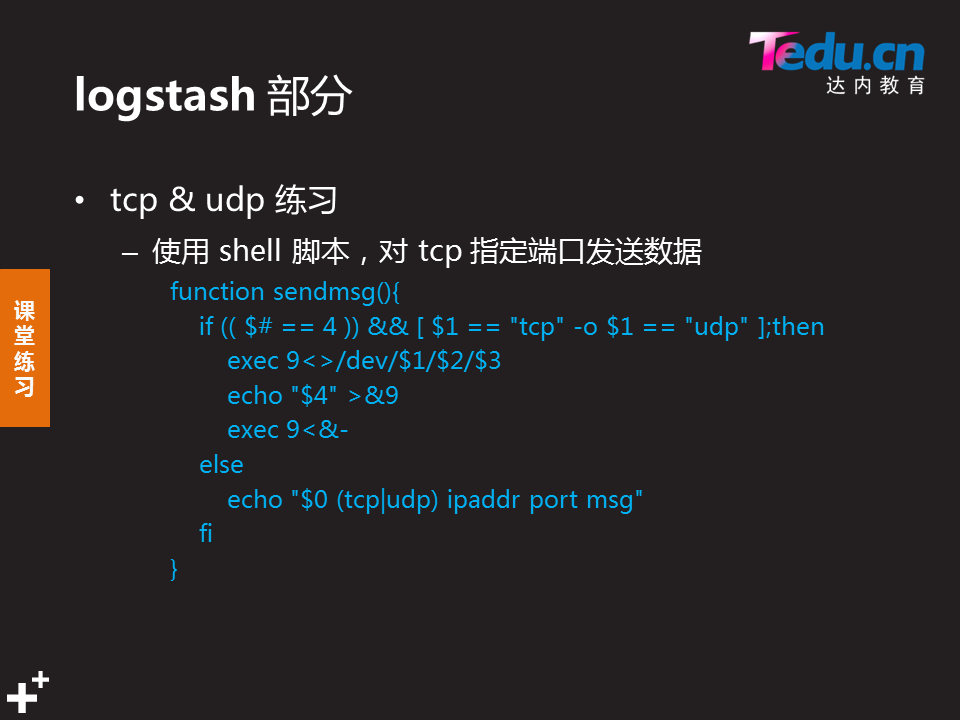 Tedu.cn
达内教育
logstash 部分
• tcp & udp 练习
– 使用 shell 脚本，对 tcp 指定端口发送数据
function sendmsg(){
if (( $# == 4 )) && [ $1 == "tcp" -o $1 == "udp" ];then
exec 9<>/dev/$1/$2/$3
echo "$4" >&9
exec 9<&-
else
echo "$0 (tcp|udp) ipaddr port msg"
fi
}
课
堂
练
习